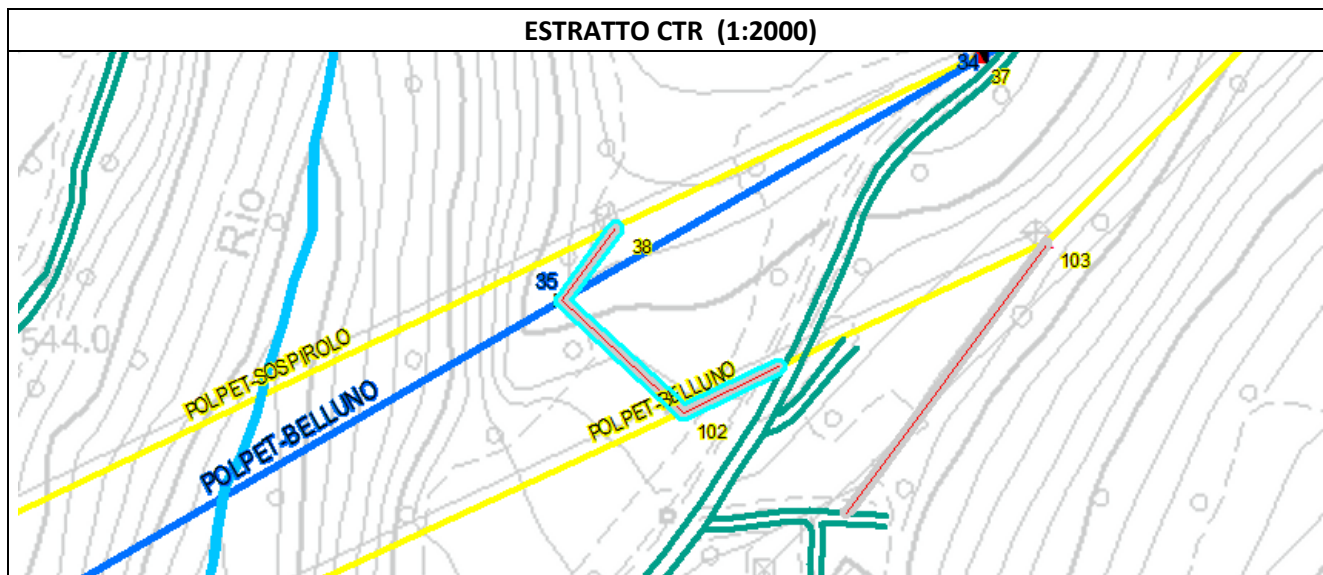 ESTRATTO CTR (1:2000)
34
37
Rio
38
103
35
544.0
POLPET-SOSPIROLO
POLPET-BELLUNO
POLPET-BELLUNO
102